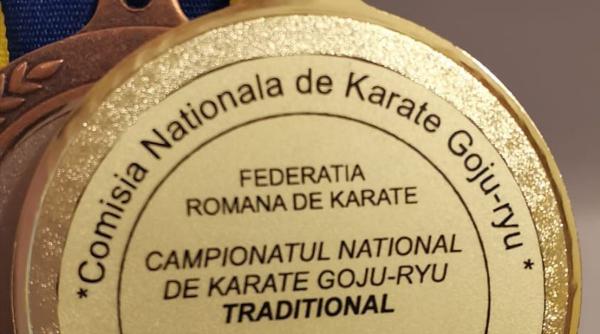 *Comisia Nationala de Karate Goju-ryu*
FEDERATIA
ROMANA DE KARATE
CAMPIONATUL NATIONAL
DE KARATE GOJU-RYU
TRADITIONAL